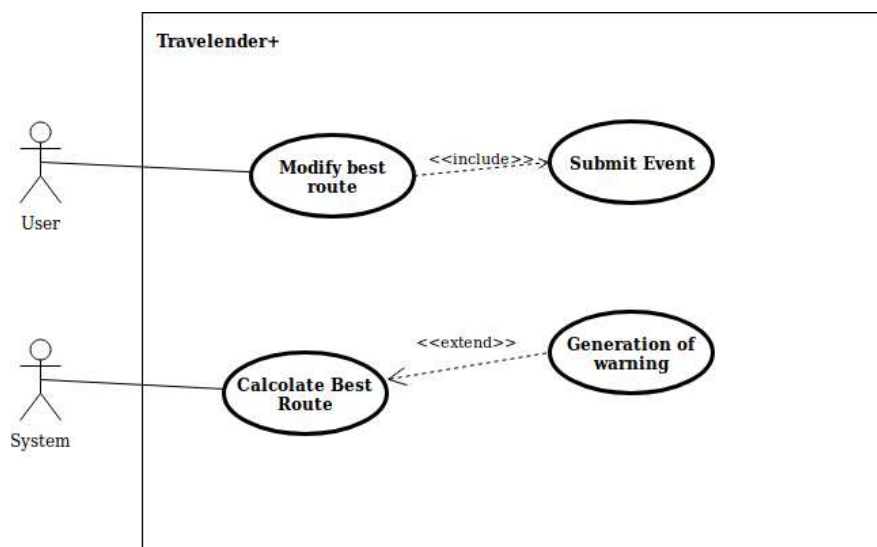 Travelender+
Modify best
route
<<include>>
Submit Event
User
Generation of
warning
<<extend>>
Calcolate Best
Route
System